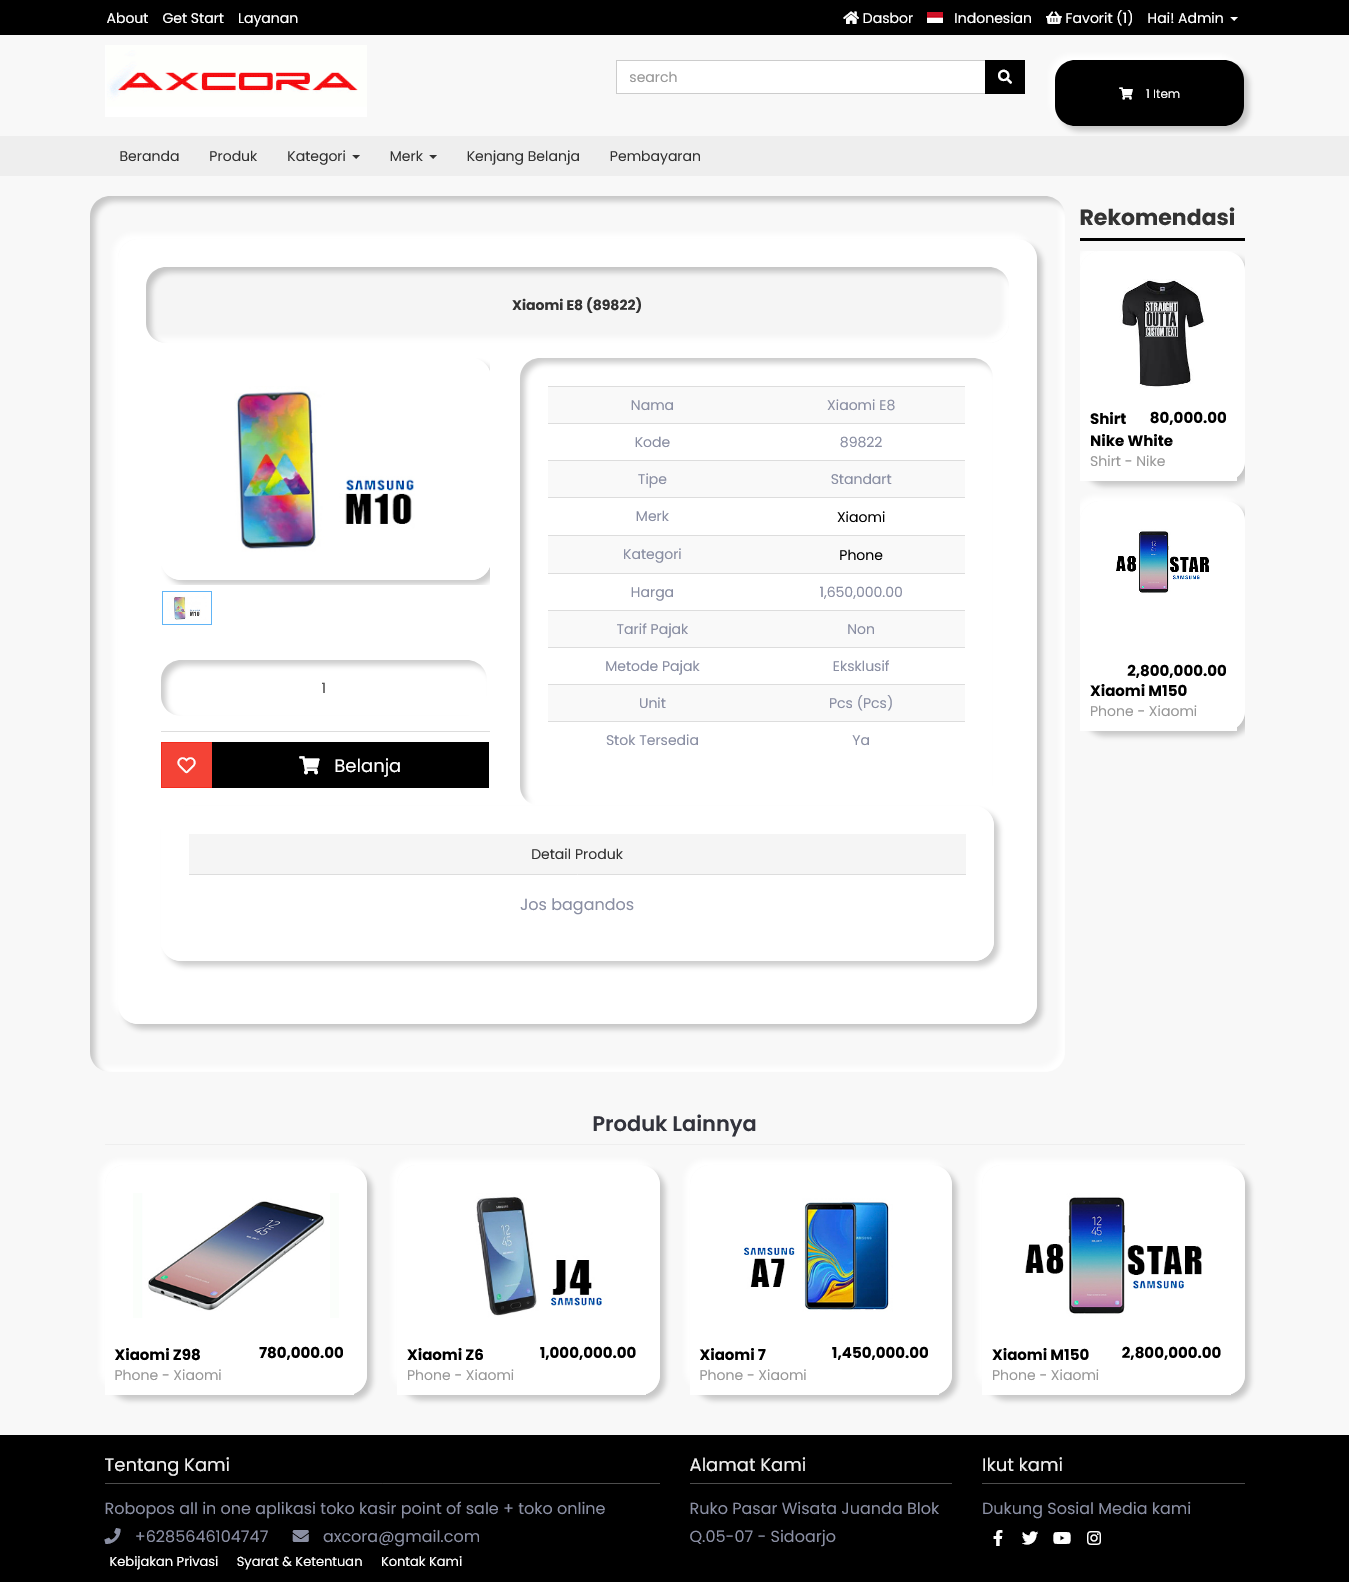 About Get Start Layanan
Dasbor Indonesian Favorit (1) Hai! Admin
AXCORA
search
1 Item
Beranda Produk Kategori Merk Kenjang Belanja Pembayaran
Xiaomi E8 (89822)
SAMSUNG
M10
M10
1
Belanja
Nama Xiaomi E8
Kode 89822
Tipe Standart
Merk Xiaomi
Kategori Phone
Harga 1,650,000.00
Tarif Pajak Non
Metode Pajak Eksklusif
Unit Pcs (Pcs)
Stok Tersedia Ya
Detail Produk
Jos bagandos
Rekomendasi
STRAIGHT
OUTTA
CUSTOM TEXT
Shirt 80,000.00
Nike White
Shirt - Nike
A8 STAR
SAMSUNG
2,800,000.00
Xiaomi M150
Phone - Xiaomi
Produk Lainnya
Xiaomi Z98 780,000.00
Phone - Xiaomi
SAMSUNG
12
45
J4
SAMSUNG
Xiaomi Z6 1,000,000.00
Phone - Xiaomi
SAMSUNG
A7
Xiaomi 7 1,450,000.00
Phone - Xiaomi
12
45
A8 STAR
SAMSUNG
Xiaomi M150 2,800,000.00
Phone - Xiaomi
Tentang Kami
Robopos all in one aplikasi toko kasir point of sale + toko online
+6285646104747 axcora@gmail.com
Kebijakan Privasi Syarat & Ketentuan Kontak Kami
Alamat Kami
Ruko Pasar Wisata Juanda Blok
Q.05-07 - Sidoarjo
Ikut kami
Dukung Sosial Media kami